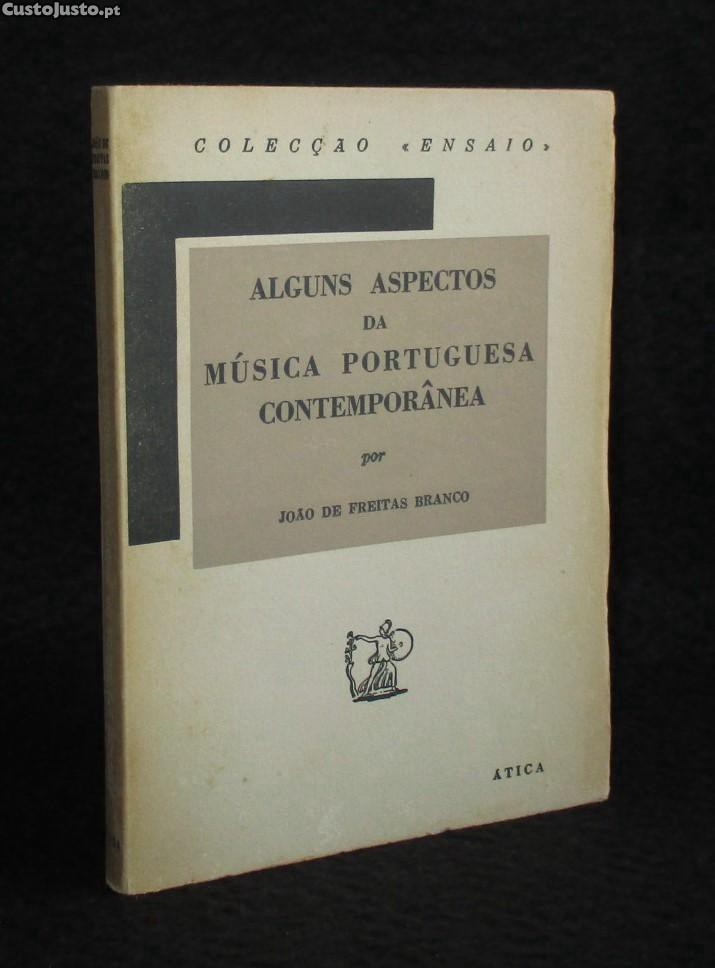 CustoJusto.pt
COLECÇÃO «ENSAIO»
ALGUNS ASPECTOS
DA
MÚSICA PORTUGUESA
CONTEMPORÂNEA
por
JOÃO DE FREITAS BRANCO
ÁTICA